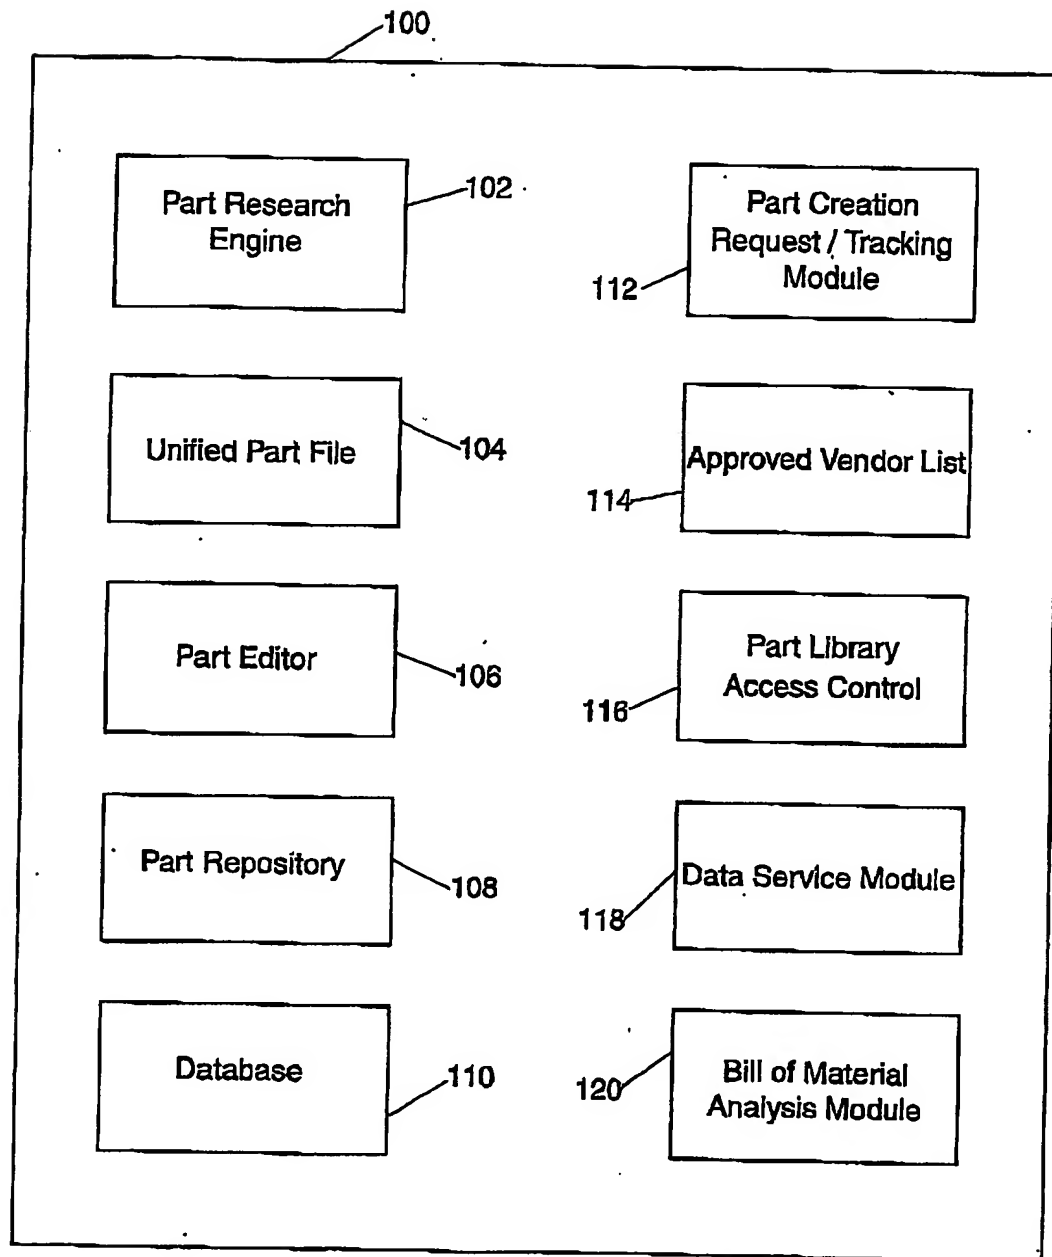 100
Part Research
Engine
102
Part Creation
Request / Tracking
Module
112
Unified Part File
104
Approved Vendor List
114
Part Editor
106
Part Library
Access Control
116
Part Repository
108
Data Service Module
118
Database
110
Bill of Material
Analysis Module
120